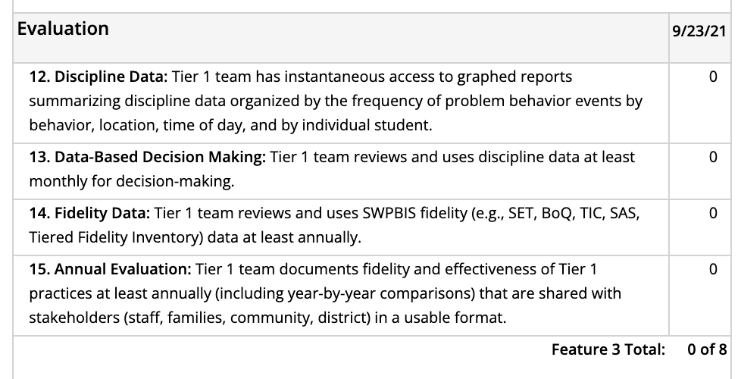 Evaluation 9/23/21
12. Discipline Data: Tier 1 team has instantaneous access to graphed reports 0
summarizing discipline data organized by the frequency of problem behavior events by
behavior, location, time of day, and by individual student.
13. Data-Based Decision Making: Tier 1 team reviews and uses discipline data at least 0
monthly for decision-making.
14. Fidelity Data: Tier 1 team reviews and uses SWPBIS fidelity (e.g., SET, BoQ, TIC, SAS, 0
Tiered Fidelity Inventory) data at least annually.
15. Annual Evaluation: Tier 1 team documents fidelity and effectiveness of Tier 1 0
practices at least annually (including year-by-year comparisons) that are shared with
stakeholders (staff, families, community, district) in a usable format.
Feature 3 Total: 0 of 8